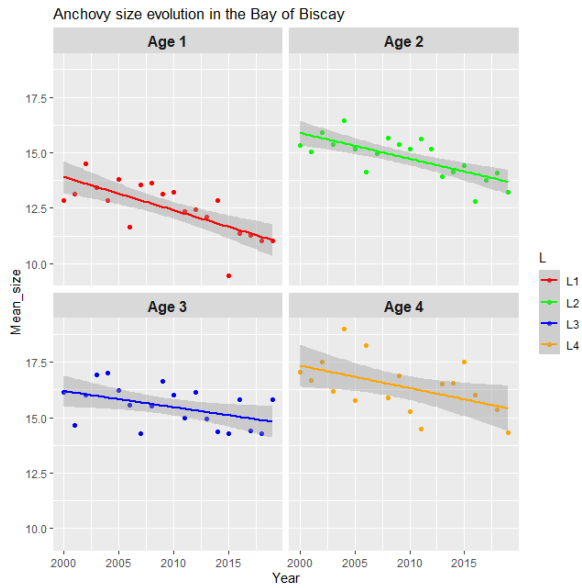 Anchovy size evolution in the Bay of Biscay
Age 1
Age 2
17.5
15.0
12.5
10.0
Age 3
Age 4
17.5
15.0
12.5
10.0
Mean_size
2000
2005
2010
2015
2000
2005
2010
2015
Year
L
L1
L2
L3
L4